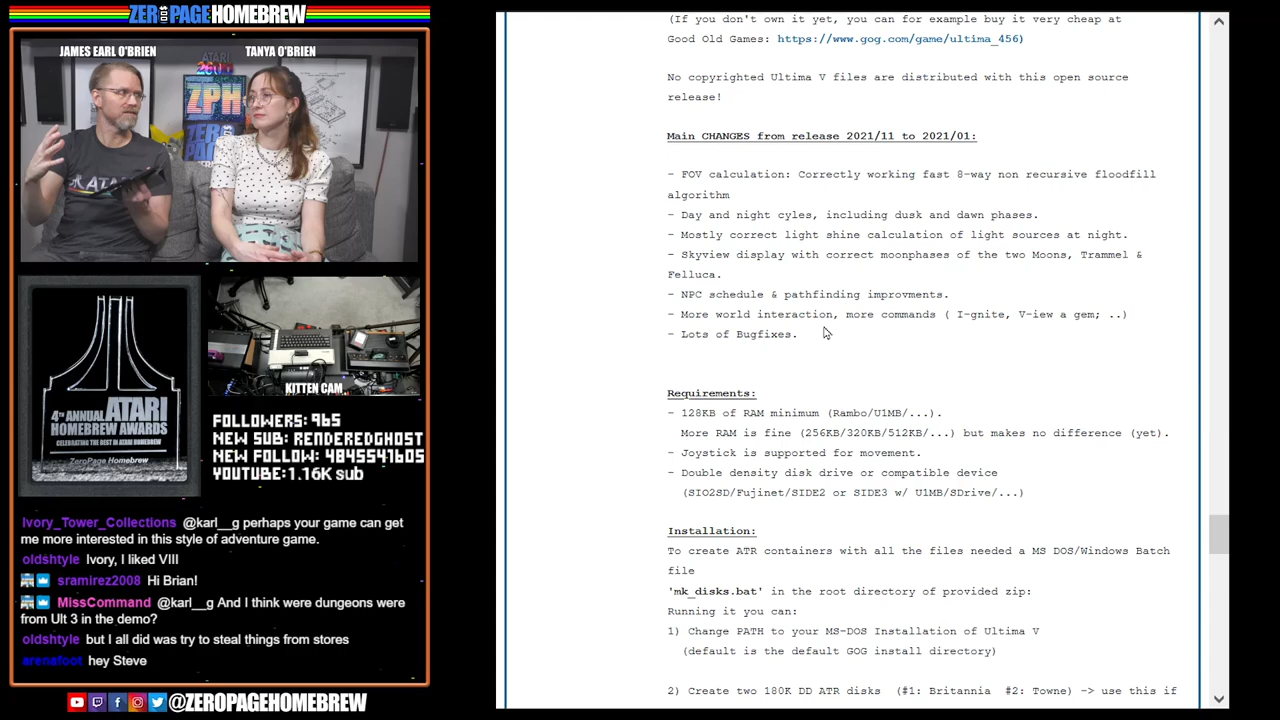 ZEROPAGE HOMEBREW
JAMES EARL O'BRIEN
TANYA O'BRIEN
ATARI
ZPH
4TH ANNUAL ATARI
HOMEBREW AWARDS
CELEBRATING THE BEST IN ATARI HOMEBREW
ZeroPage Homebrew
KITTEN CAM
FOLLOWERS: 965
NEW SUB: RENDEREDGHOST
NEW FOLLOW: 4845541605
YOUTUBE: 1.16K sub
Ivory_Tower_Collections @karl__g perhaps your game can get
me more interested in this style of adventure game.
oldshtyle Ivory, I liked VIII
sramirez2008 Hi Brian!
MissCommand @karl__g And I think were dungeons were
from Ult 3 in the demo?
oldshtyle but I all did was try to steal things from stores
arenafoot hey Steve
@ZEROPAGEHOMEBREW
(If you don't own it yet, you can for example buy it very cheap at
Good Old Games: https://www.gog.com/game/ultima_456)
No copyrighted Ultima V files are distributed with this open source
release!
Main CHANGES from release 2021/11 to 2021/01:
- FOV calculation: Correctly working fast 8-way non recursive floodfill
algorithm
- Day and night cyles, including dusk and dawn phases.
- Mostly correct light shine calculation of light sources at night.
- Skyview display with correct moonphases of the two Moons, Trammel &
Felluca.
- NPC schedule & pathfinding improvments.
- More world interaction, more commands ( I-gnite, V-iew a gem; ..)
- Lots of Bugfixes.
Requirements:
- 128KB of RAM minimum (Rambo/U1MB/...).
More RAM is fine (256KB/320KB/512KB/...) but makes no difference (yet).
- Joystick is supported for movement.
- Double density disk drive or compatible device
(SIO2SD/Fujinet/SIDE2 or SIDE3 w/ U1MB/SDrive/...)
Installation:
To create ATR containers with all the files needed a MS DOS/Windows Batch
file
'mk_disks.bat' in the root directory of provided zip:
Running it you can:
1) Change PATH to your MS-DOS Installation of Ultima V
(default is the default GOG install directory)
2) Create two 180K DD ATR disks (#1: Britannia #2: Towne) -> use this if